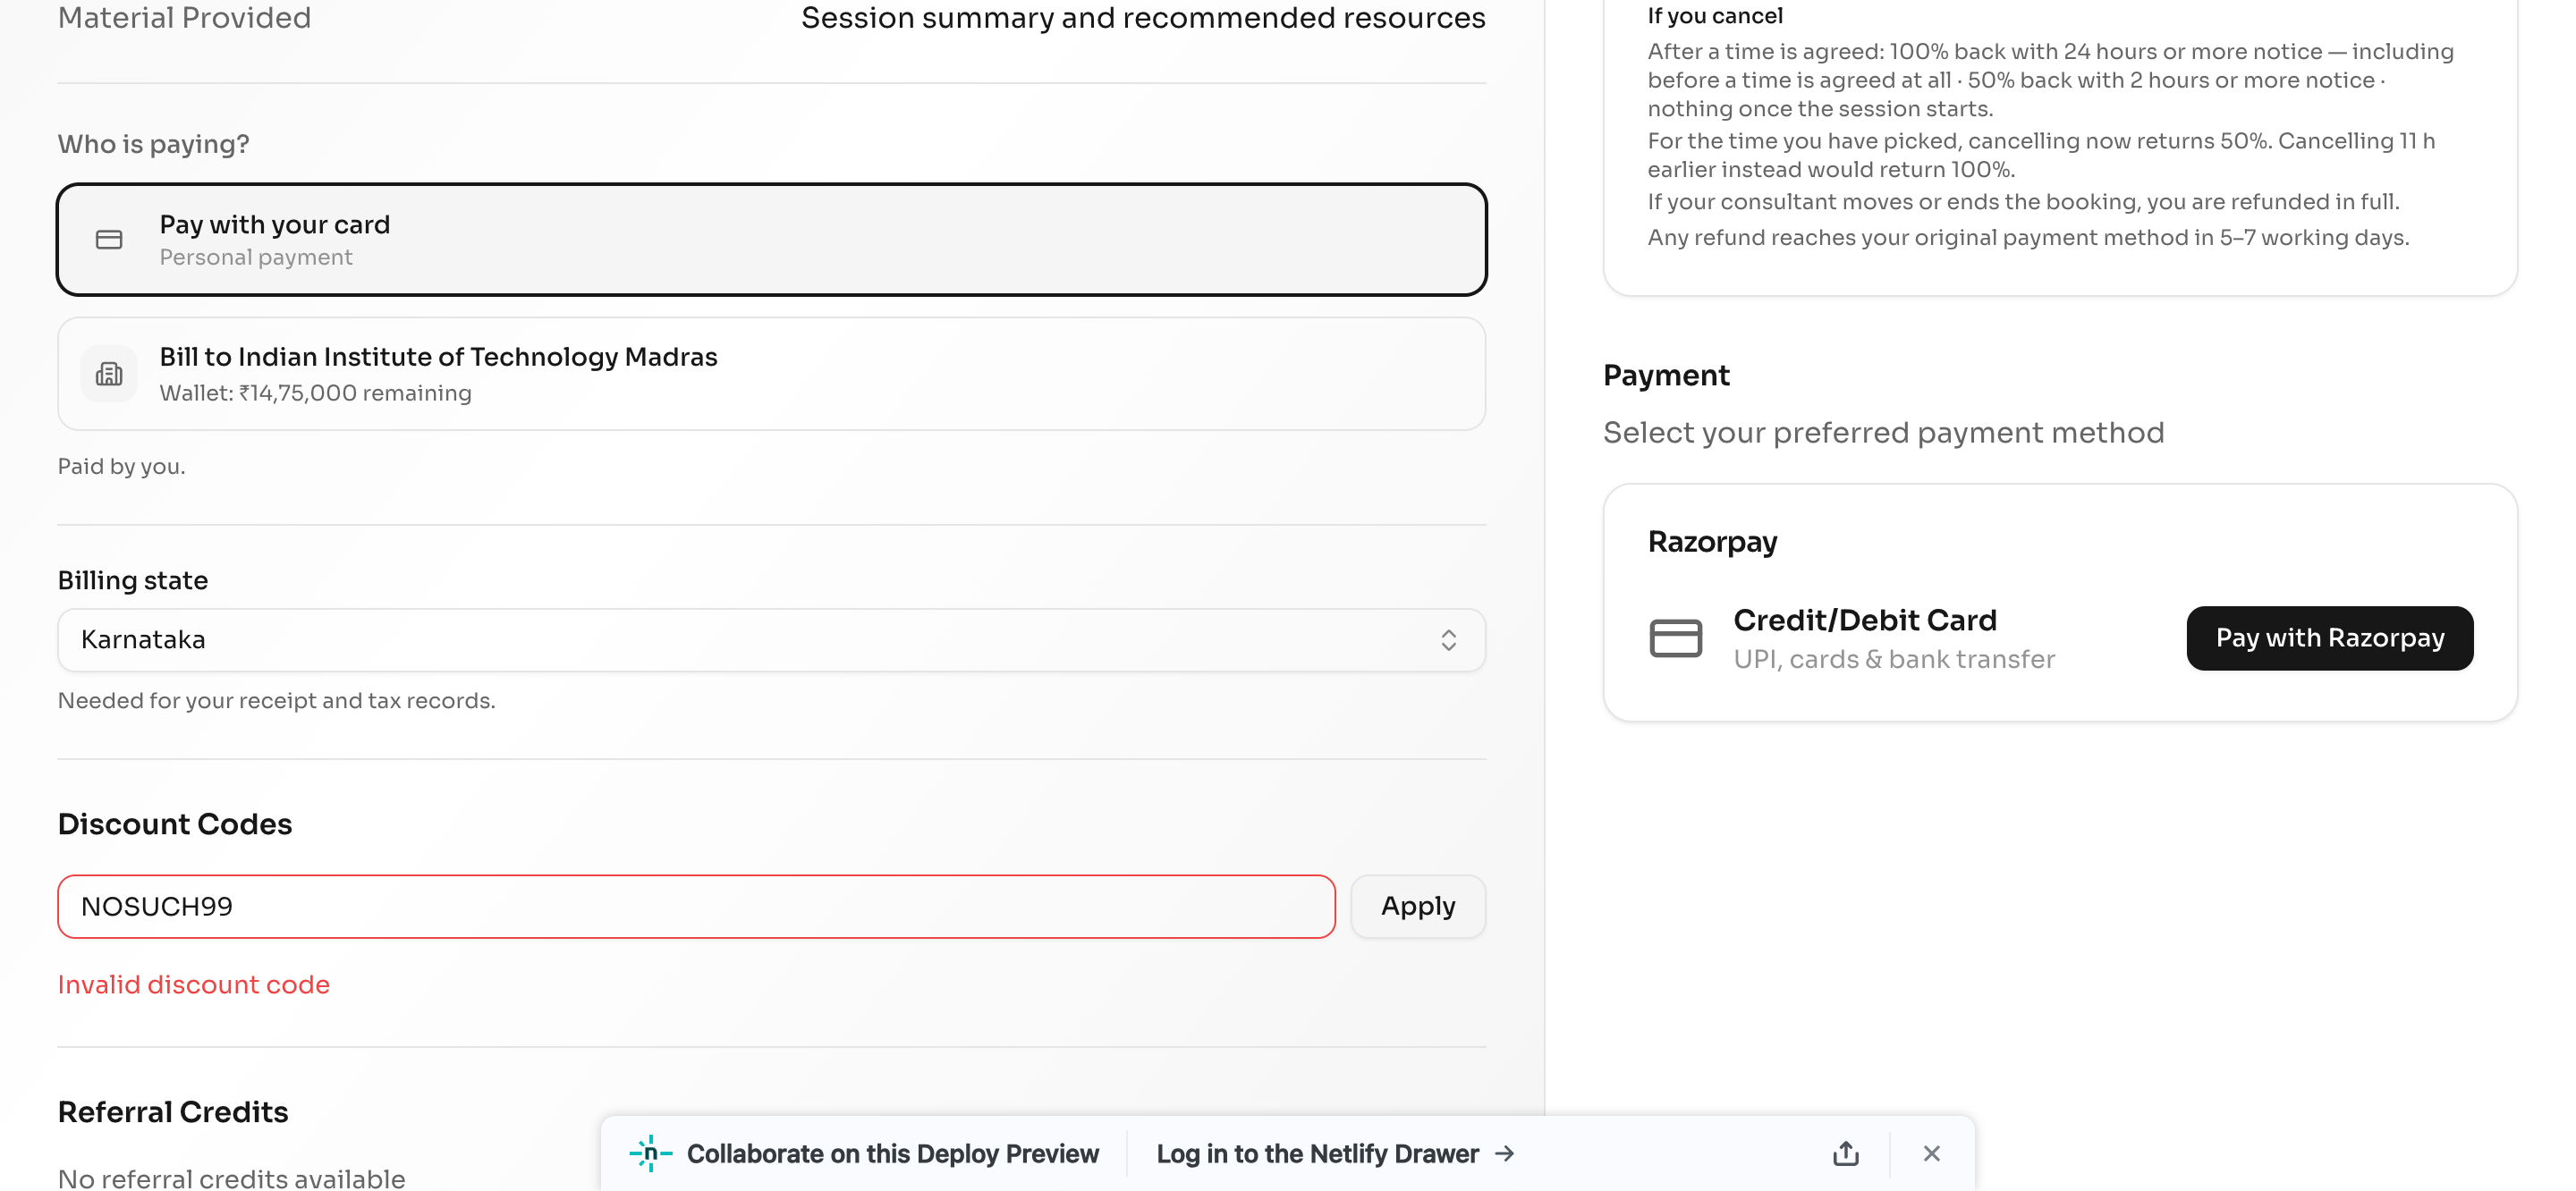 Material Provided
Session summary and recommended resources
Who is paying?
Pay with your card
Personal payment
Bill to Indian Institute of Technology Madras
Wallet: ₹14,75,000 remaining
Paid by you.
Billing state
Karnataka
Needed for your receipt and tax records.
Discount Codes
NOSUCH99
Apply
Invalid discount code
Referral Credits
No referral credits available
If you cancel
After a time is agreed: 100% back with 24 hours or more notice — including
before a time is agreed at all · 50% back with 2 hours or more notice ·
nothing once the session starts.
For the time you have picked, cancelling now returns 50%. Cancelling 11 h
earlier instead would return 100%.
If your consultant moves or ends the booking, you are refunded in full.
Any refund reaches your original payment method in 5–7 working days.
Payment
Select your preferred payment method
Razorpay
Credit/Debit Card
UPI, cards & bank transfer
Pay with Razorpay
n
Collaborate on this Deploy Preview
Log in to the Netlify Drawer →